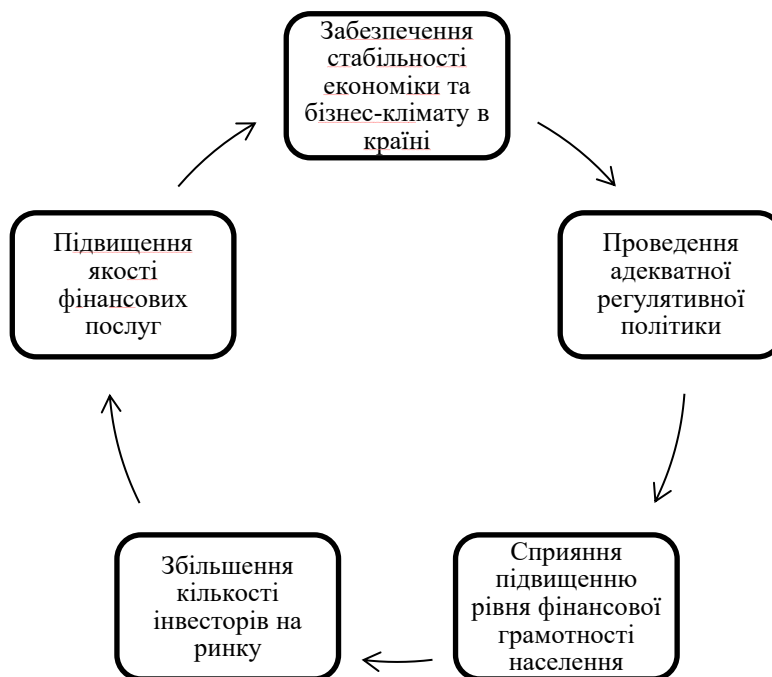 Забезпечення
стабільності
економіки та
бізнес-клімату в
країні
Проведення
адекватної
регулятивної
політики
Сприяння
підвищенню
рівня фінансової
грамотності
населення
Збільшення
кількості
інвесторів на
ринку
Підвищення
якості
фінансових
послуг